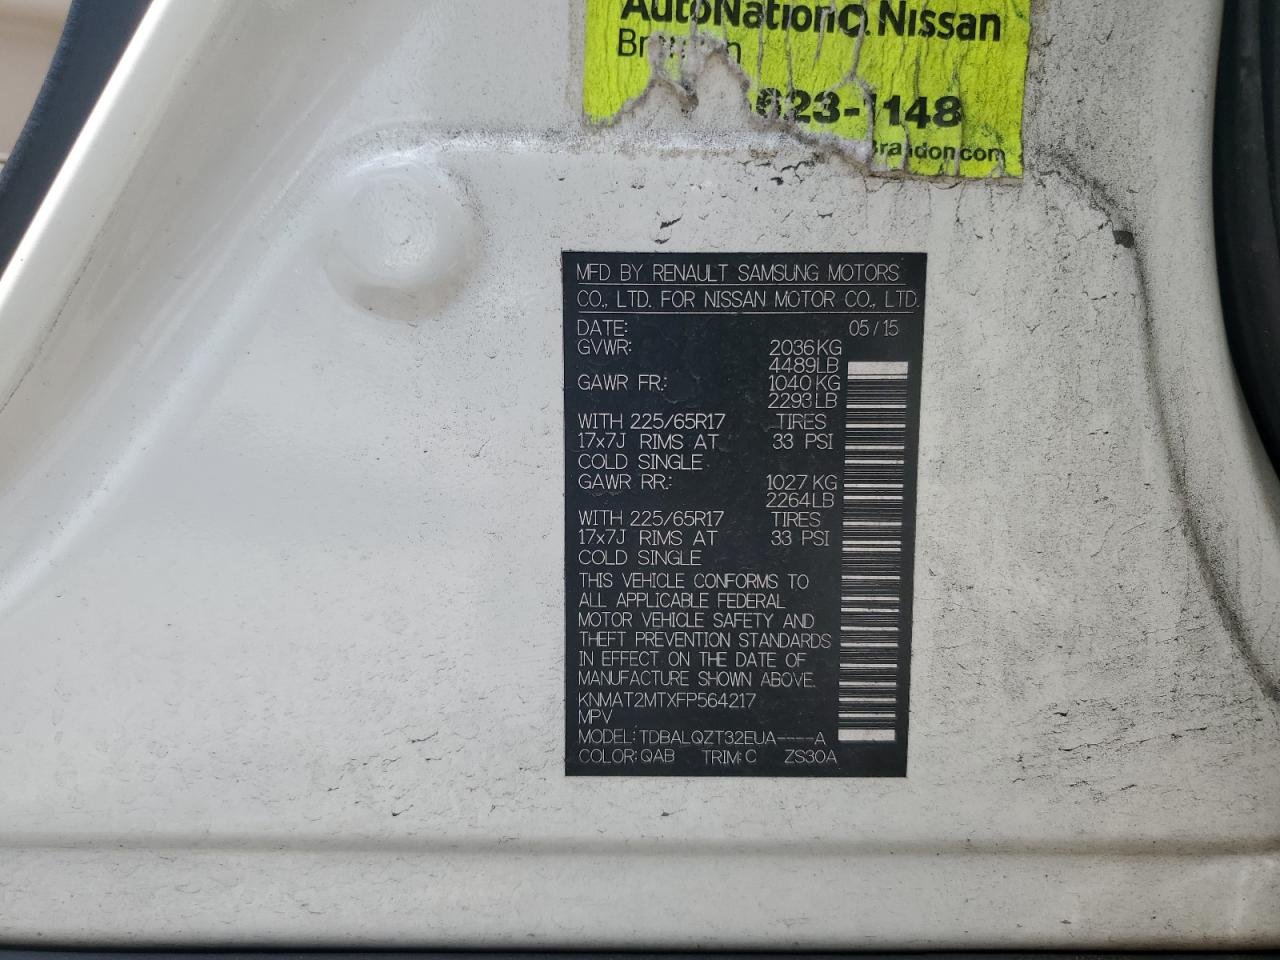 AutoNation Nissan
623-1148
Brandon.com
MFD BY RENAULT SAMSUNG MOTORS
CO., LTD. FOR NISSAN MOTOR CO., LTD.
DATE: 05/15
GVWR: 2036KG
4489LB
GAWR FR.: 1040KG
2293LB
WITH 225/65R17 TIRES
17x7J RIMS AT 33 PSI
COLD SINGLE
GAWR RR.: 1027KG
2264LB
WITH 225/65R17 TIRES
17x7J RIMS AT 33 PSI
COLD SINGLE
THIS VEHICLE CONFORMS TO
ALL APPLICABLE FEDERAL
MOTOR VEHICLE SAFETY AND
THEFT PREVENTION STANDARDS
IN EFFECT ON THE DATE OF
MANUFACTURE SHOWN ABOVE.
KNMAT2MTXFP564217
MPV
MODEL: TDBALQZT32EUA----A
COLOR: QAB TRIM: C ZS30A